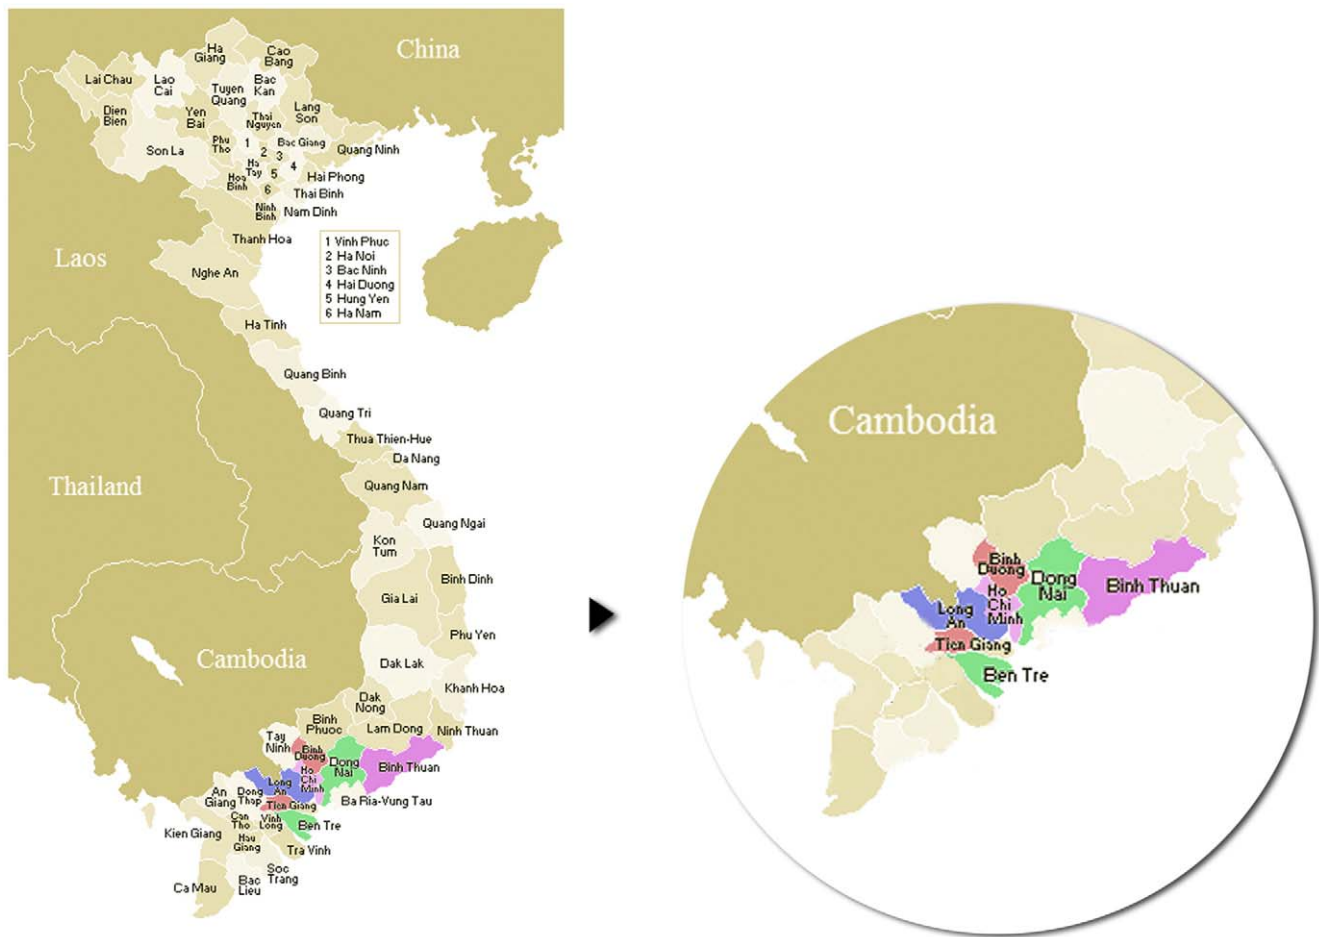 China
Ha
Giang
Cao
Bang
Lai Chau
Lao
Cai
Tuyen
Quang
Bac
Kan
Dien
Bien
Yen
Bai
Thai
Nguyen
Lang
Son
Phu
Tho
1
Bac Giang
Son La
2
3
4
Quang Ninh
Ha
Tay
5
Hoa
Binh
6
Hai Phong
Thai Binh
Ninh
Binh
Nam Dinh
Thanh Hoa
1 Vinh Phuc
2 Ha Noi
3 Bac Ninh
4 Hai Duong
5 Hung Yen
6 Ha Nam
Laos
Nghe An
Ha Tinh
Quang Binh
Quang Tri
Thua Thien-Hue
Da Nang
Thailand
Quang Nam
Quang Ngai
Kon
Tum
Binh Dinh
Gia Lai
Phu Yen
Cambodia
Dak Lak
Khanh Hoa
Dak
Nong
Binh
Phuoc
Lam Dong
Ninh Thuan
Tay
Ninh
Binh
Duong
Dong
Nai
Binh Thuan
Ho
Chi
Minh
Long
An
An
Giang
Dong
Thap
Ba Ria-Vung Tau
Tien Giang
Can
Tho
Vinh
Long
Ben Tre
Kien Giang
Hau
Giang
Tra Vinh
Soc
Trang
Ca Mau
Bac
Lieu
Cambodia
Binh
Duong
Dong
Nai
Binh Thuan
Ho
Chi
Minh
Long
An
Tien Giang
Ben Tre